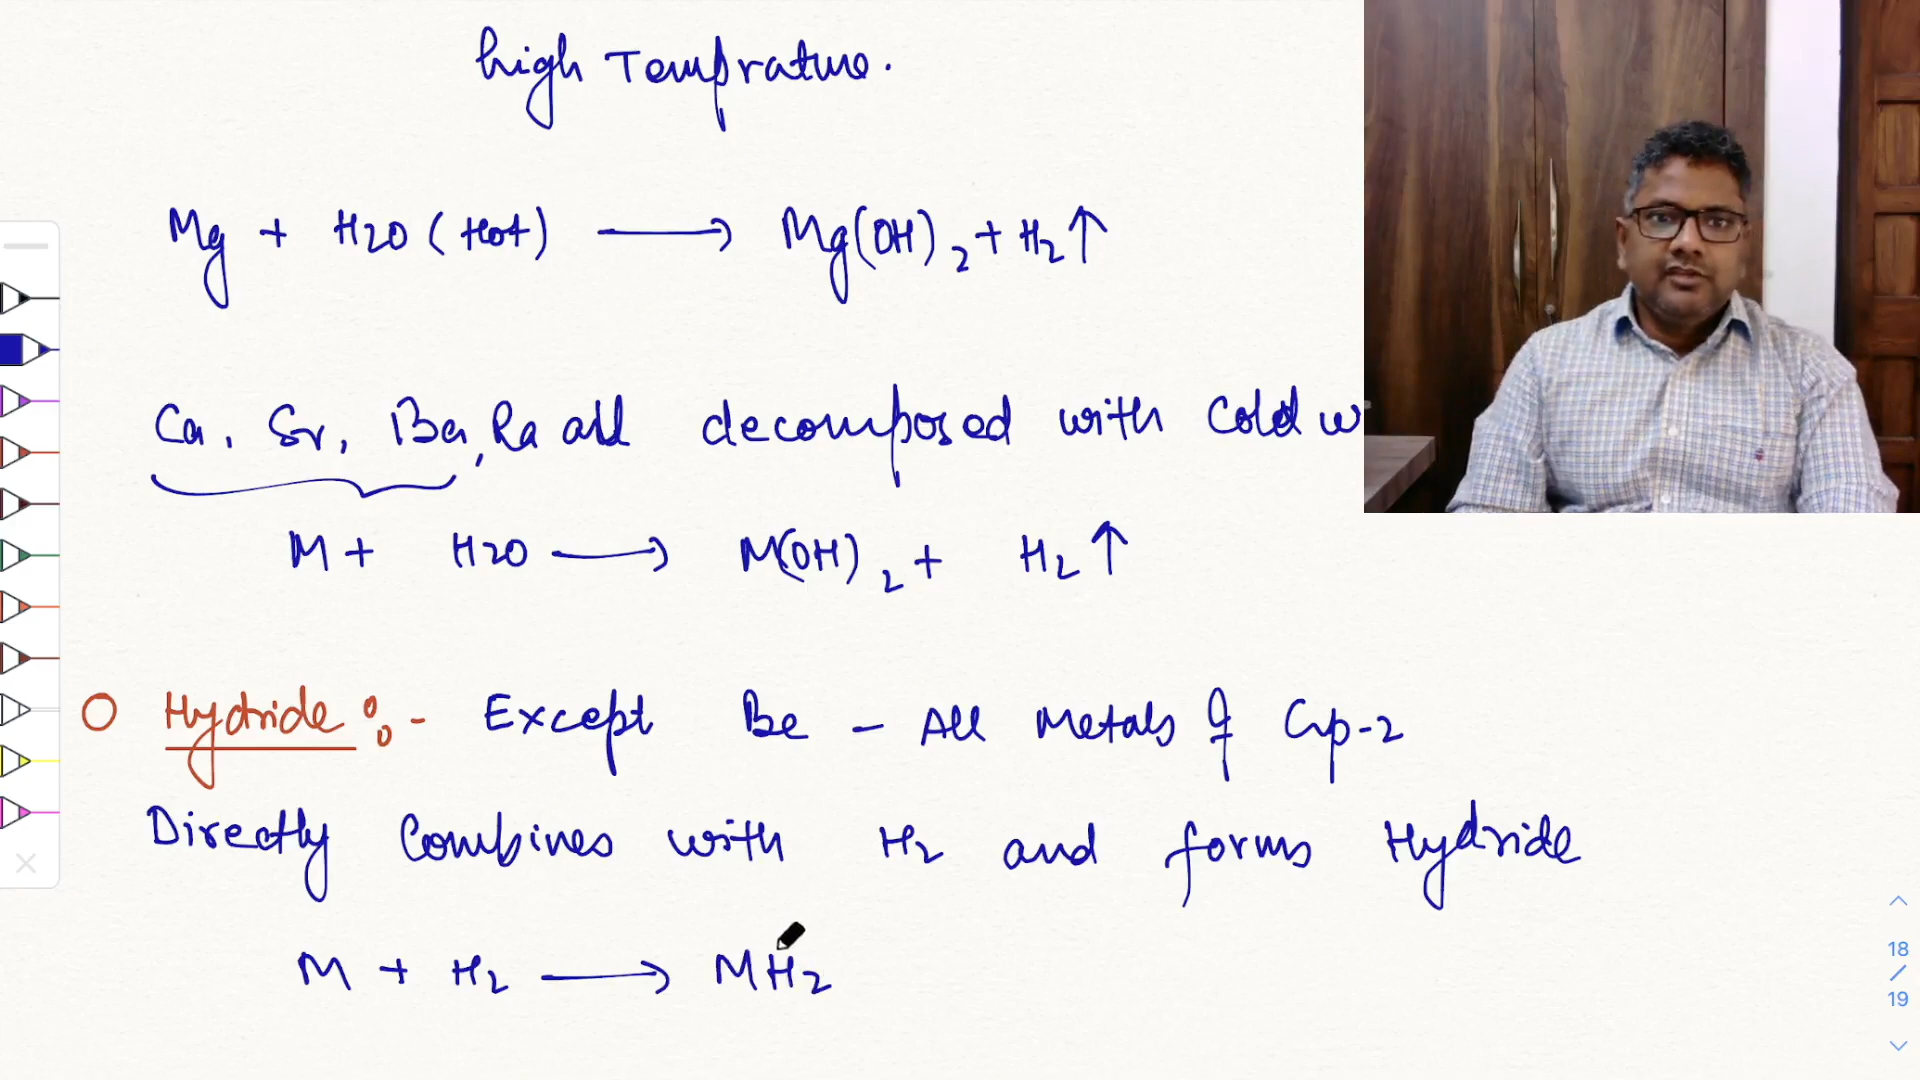 high Temprature.
Mg + H2O (Hot) ⟶ Mg(OH)2 + H2↑
Ca, Sr, Ba, Ra all decomposed with Cold w
M + H2O ⟶ M(OH)2 + H2↑
O Hydride :- Except Be - All Metals of Gp-2
Directly Combines with H2 and forms Hydride
M + H2 ⟶ MH2
18
/
19